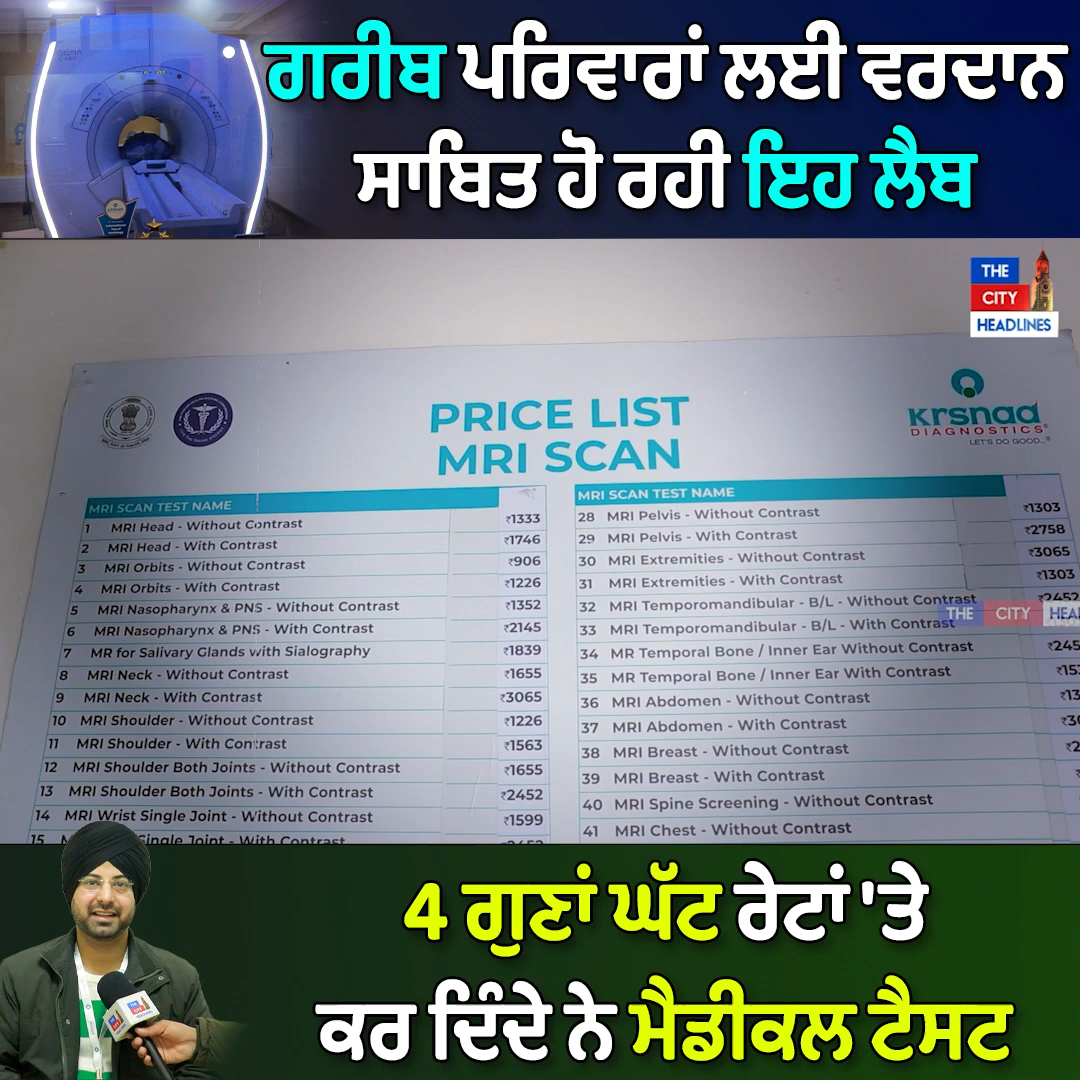 ਗਰੀਬ ਪਰਿਵਾਰਾਂ ਲਈ ਵਰਦਾਨ
ਸਾਬਿਤ ਹੋ ਰਹੀ ਇਹ ਲੈਬ
THE
CITY
HEADLINES
PRICE LIST
MRI SCAN
krsnaa
DIAGNOSTICS
LET'S DO GOOD...
MRI SCAN TEST NAME
1 MRI Head - Without Contrast ₹1333
2 MRI Head - With Contrast ₹1746
3 MRI Orbits - Without Contrast ₹906
4 MRI Orbits - With Contrast ₹1226
5 MRI Nasopharynx & PNS - Without Contrast ₹1352
6 MRI Nasopharynx & PNS - With Contrast ₹2145
7 MR for Salivary Glands with Sialography ₹1839
8 MRI Neck - Without Contrast ₹1655
9 MRI Neck - With Contrast ₹3065
10 MRI Shoulder - Without Contrast ₹1226
11 MRI Shoulder - With Contrast ₹1563
12 MRI Shoulder Both Joints - Without Contrast ₹1655
13 MRI Shoulder Both Joints - With Contrast ₹2452
14 MRI Wrist Single Joint - Without Contrast ₹1599
15 Single Joint - With Contrast
MRI SCAN TEST NAME
28 MRI Pelvis - Without Contrast ₹1303
29 MRI Pelvis - With Contrast ₹2758
30 MRI Extremities - Without Contrast ₹3065
31 MRI Extremities - With Contrast ₹1303
32 MRI Temporomandibular - B/L - Without Contrast ₹2452
33 MRI Temporomandibular - B/L - With Contrast
34 MR Temporal Bone / Inner Ear Without Contrast
35 MR Temporal Bone / Inner Ear With Contrast
36 MRI Abdomen - Without Contrast
37 MRI Abdomen - With Contrast
38 MRI Breast - Without Contrast
39 MRI Breast - With Contrast
40 MRI Spine Screening - Without Contrast
41 MRI Chest - Without Contrast
THE CITY
THE
CITY
4 ਗੁਣਾਂ ਘੱਟ ਰੇਟਾਂ 'ਤੇ
ਕਰ ਦਿੰਦੇ ਨੇ ਮੈਡੀਕਲ ਟੈਸਟ